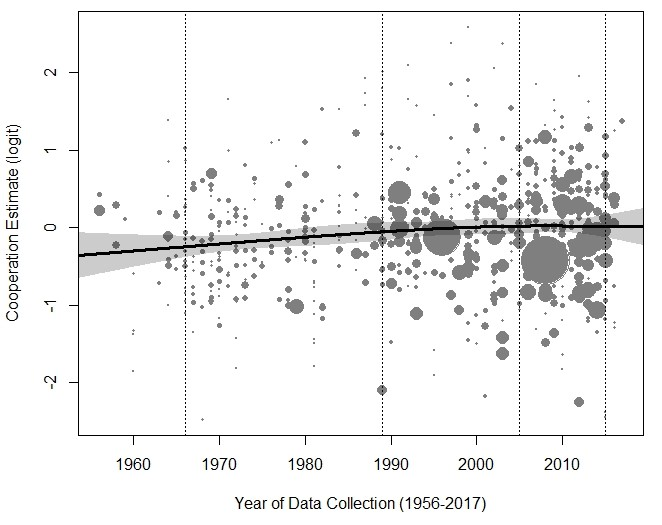 Cooperation Estimate (logit)
2
1
0
-1
-2
1960 1970 1980 1990 2000 2010
Year of Data Collection (1956-2017)